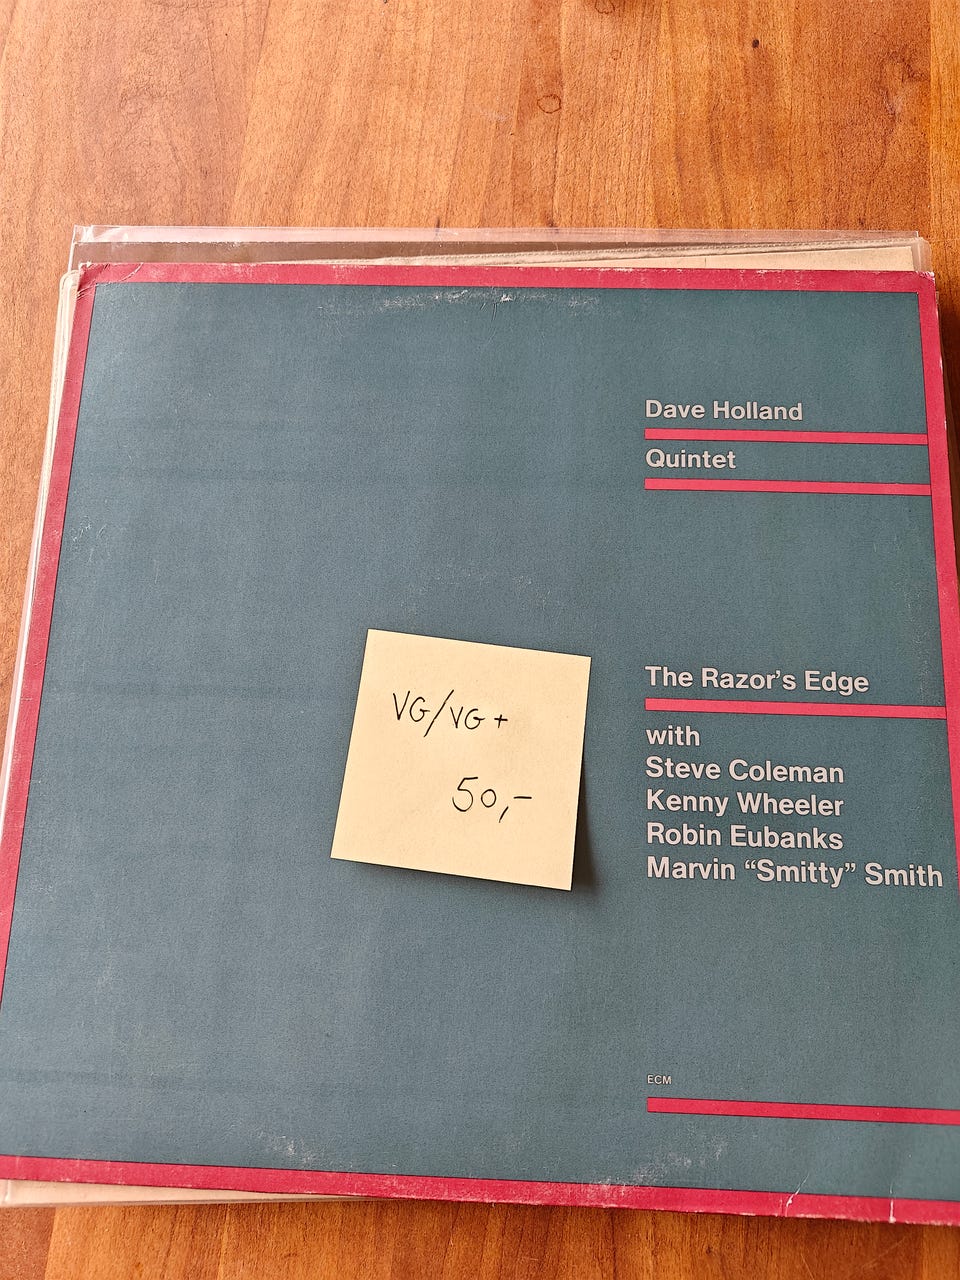 Dave Holland
Quintet
The Razor's Edge
with
Steve Coleman
Kenny Wheeler
Robin Eubanks
Marvin “Smitty” Smith
VG/VG+
50,-
ECM